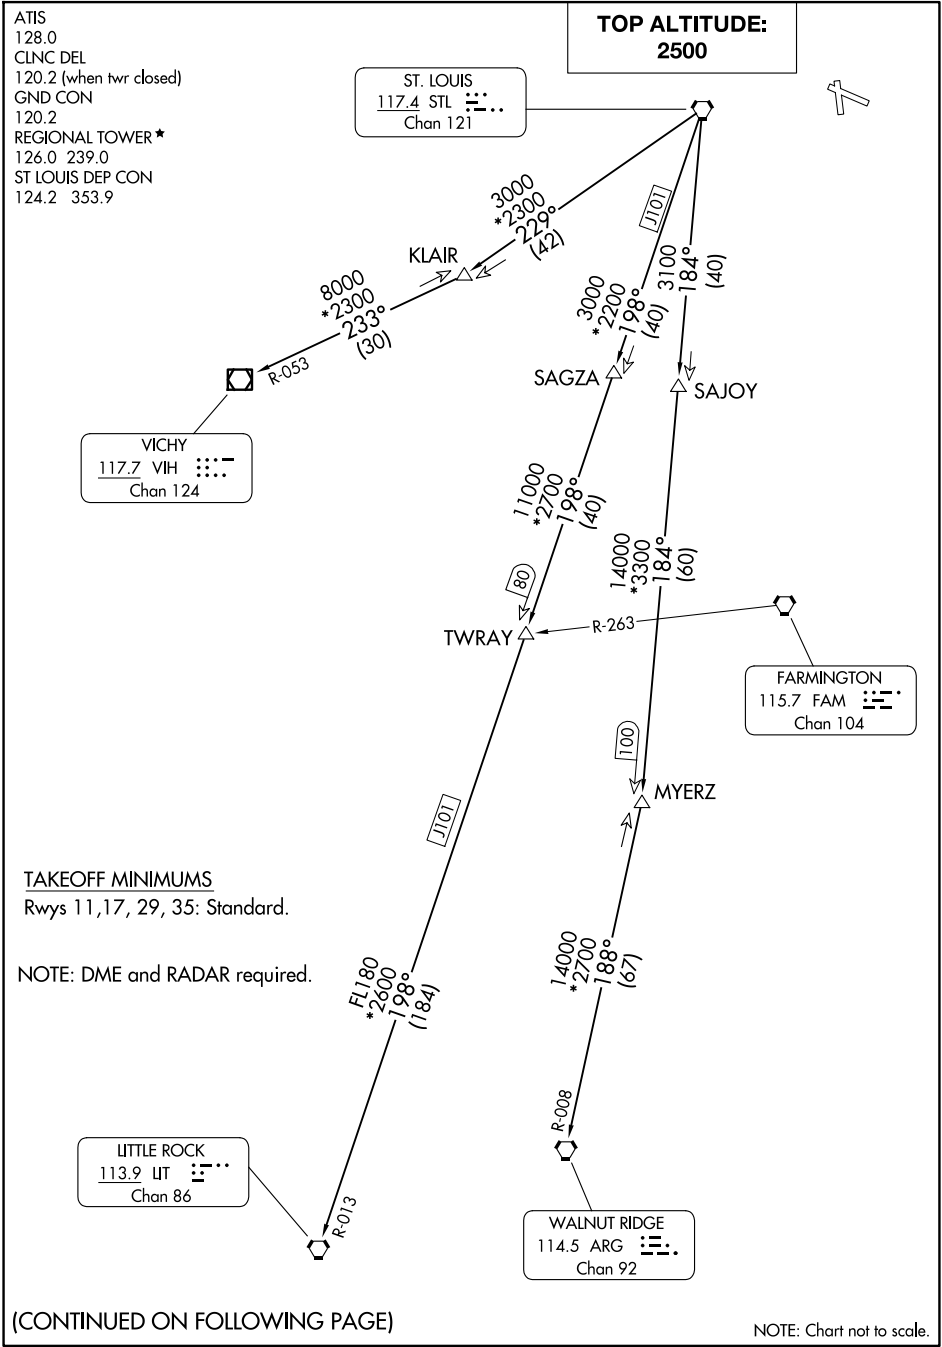 ATIS
128.0
CLNC DEL
120.2 (when twr closed)
GND CON
120.2
REGIONAL TOWER★
126.0 239.0
ST LOUIS DEP CON
124.2 353.9
TOP ALTITUDE:
2500
ST. LOUIS
117.4 STL
Chan 121
3000
*2300
229°
(42)
KLAIR
8000
*2300
233°
(30)
R-053
VICHY
117.7 VIH
Chan 124
J101
3000
*2200
198°
(40)
3100
184°
(40)
SAGZA
SAJOY
11000
*2700
198°
(40)
14000
*3300
184°
(60)
80
TWRAY
R-263
FARMINGTON
115.7 FAM
Chan 104
100
MYERZ
J101
TAKEOFF MINIMUMS
Rwys 11,17, 29, 35: Standard.
NOTE: DME and RADAR required.
FL180
*2600
198°
(184)
14000
*2700
188°
(67)
R-008
LITTLE ROCK
113.9 LIT
Chan 86
R-013
WALNUT RIDGE
114.5 ARG
Chan 92
(CONTINUED ON FOLLOWING PAGE)
NOTE: Chart not to scale.